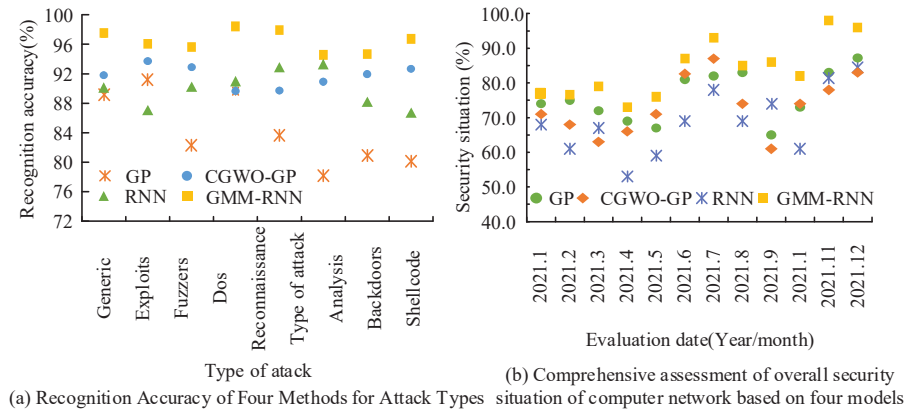 100
96
92
88
84
80
76
72
Recognition accuracy(%)
GP
CGWO-GP
RNN
GMM-RNN
Generic
Exploits
Fuzzers
Dos
Reconnaissance
Type of attack
Analysis
Backdoors
Shellcode
Type of atack
(a) Recognition Accuracy of Four Methods for Attack Types
100.0
90.0
80.0
70.0
60.0
50.0
40.0
Security situation (%)
GP
CGWO-GP
RNN
GMM-RNN
2021.1
2021.2
2021.3
2021.4
2021.5
2021.6
2021.7
2021.8
2021.9
2021.1
2021.11
2021.12
Evaluation date(Year/month)
(b) Comprehensive assessment of overall security
situation of computer network based on four models